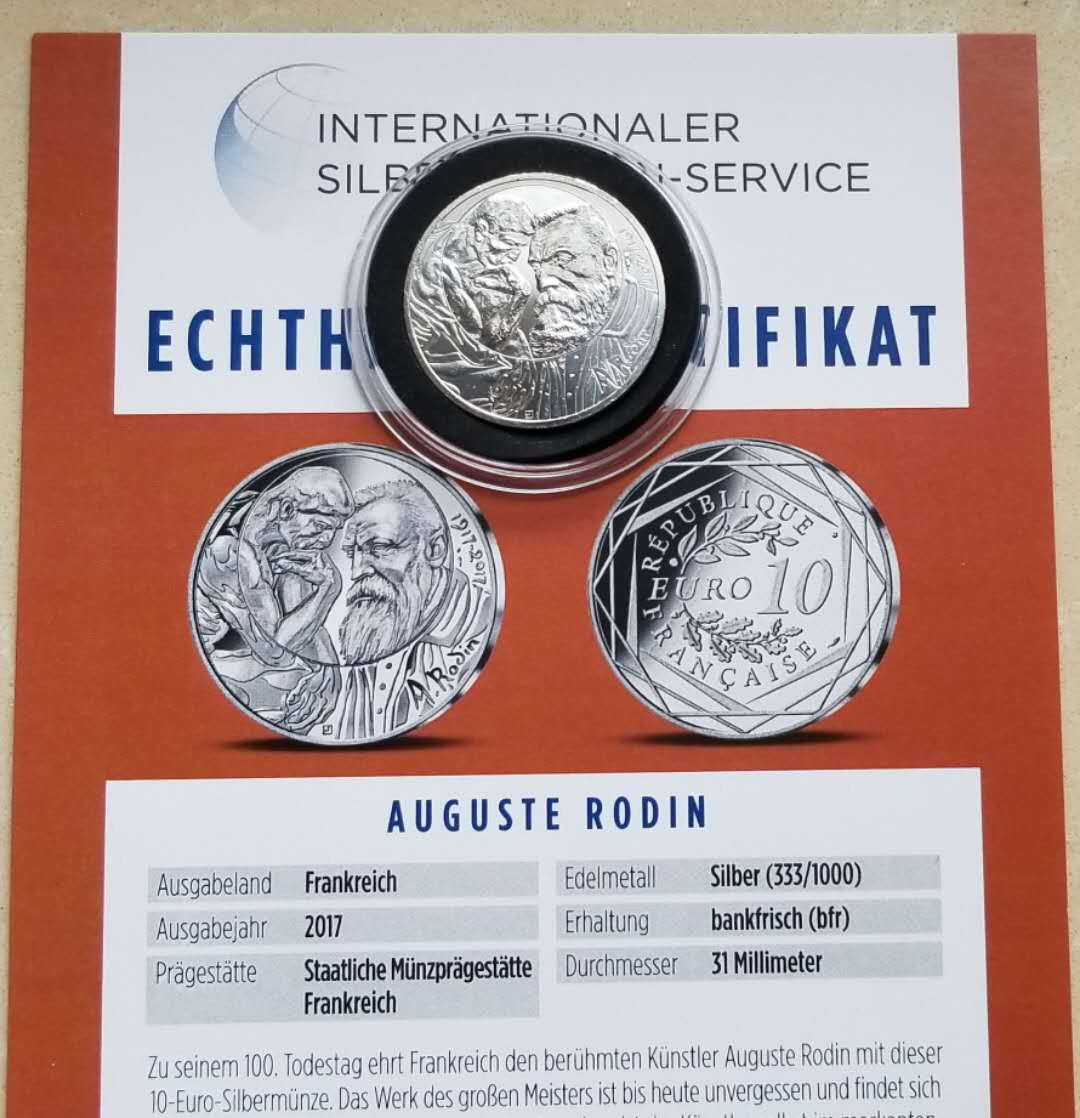 INTERNATIONALER
SILB -SERVICE
ECHTH IFIKAT
1917-2017
A.Rodin
1917-2017
A.Rodin
RÉPUBLIQUE
EURO 10
FRANÇAISE
AUGUSTE RODIN
Ausgabeland Frankreich
Ausgabejahr 2017
Prägestätte Staatliche Münzprägestätte
Frankreich
Edelmetall Silber (333/1000)
Erhaltung bankfrisch (bfr)
Durchmesser 31 Millimeter
Zu seinem 100. Todestag ehrt Frankreich den berühmten Künstler Auguste Rodin mit dieser
10-Euro-Silbermünze. Das Werk des großen Meisters ist bis heute unvergessen und findet sich